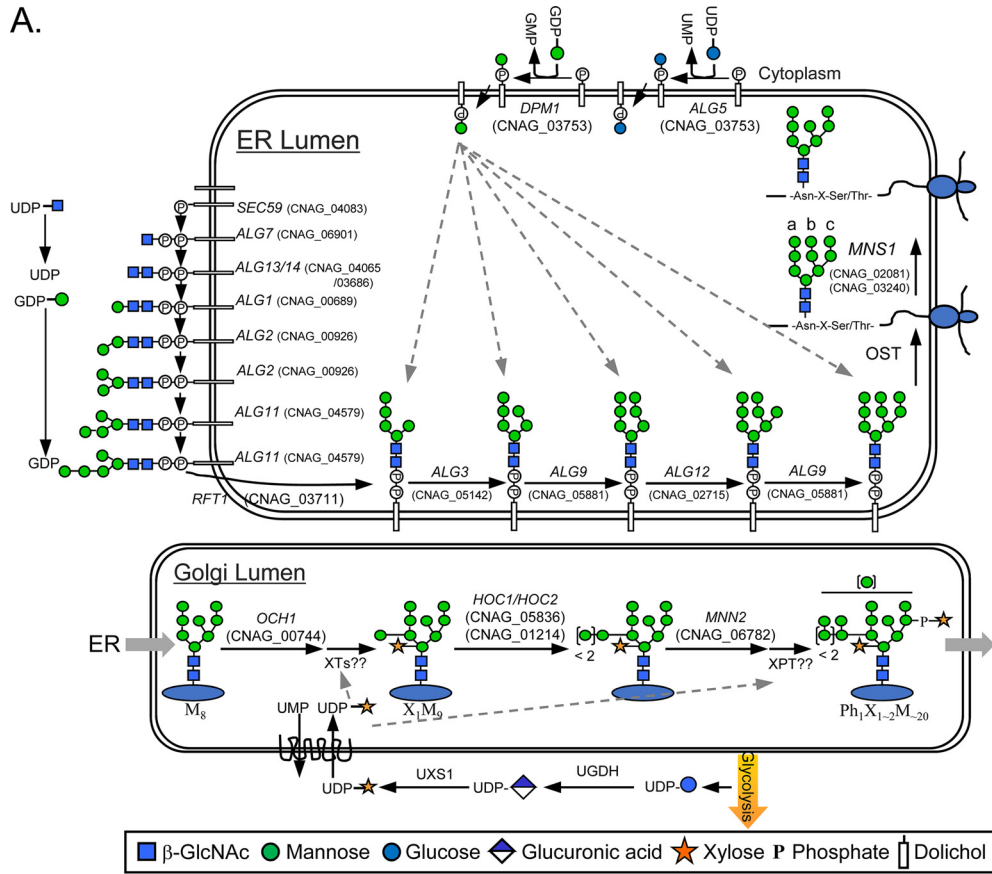 A.
GMP
GDP
UMP
UDP
P
P
P
P
Cytoplasm
DPM1
(CNAG_03753)
ALG5
(CNAG_03753)
P
P
ER Lumen
-Asn-X-Ser/Thr-
UDP
UDP
GDP
GDP
P
SEC59 (CNAG_04083)
P P
ALG7 (CNAG_06901)
P P
ALG13/14 (CNAG_04065
/03686)
P P
ALG1 (CNAG_00689)
P P
ALG2 (CNAG_00926)
P P
ALG2 (CNAG_00926)
P P
ALG11 (CNAG_04579)
P P
ALG11 (CNAG_04579)
RFT1 (CNAG_03711)
a b c
MNS1
(CNAG_02081)
(CNAG_03240)
-Asn-X-Ser/Thr-
OST
P
P
ALG3
(CNAG_05142)
P
P
ALG9
(CNAG_05881)
P
P
ALG12
(CNAG_02715)
P
P
ALG9
(CNAG_05881)
P
P
Golgi Lumen
ER
M8
OCH1
(CNAG_00744)
XTs??
X1M9
HOC1/HOC2
(CNAG_05836)
(CNAG_01214)
< 2
MNN2
(CNAG_06782)
XPT??
< 2
P
Ph1X1~2M~20
UMP
UDP
UDP
UXS1
UDP-
UGDH
UDP-
Glycolysis
β-GlcNAc
Mannose
Glucose
Glucuronic acid
Xylose
P Phosphate
Dolichol